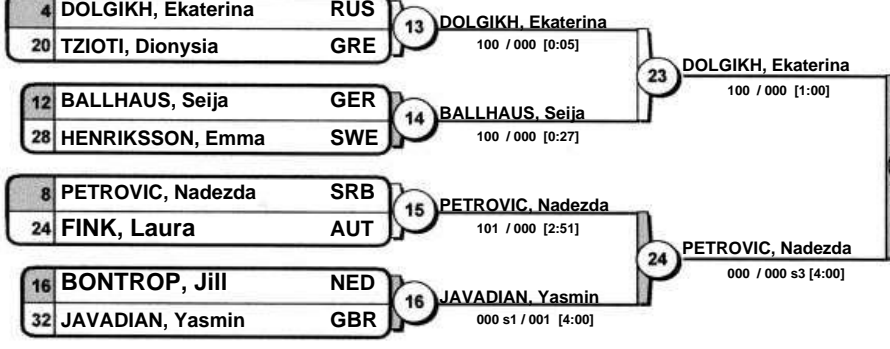 4 DOLGIKH, Ekaterina RUS
20 TZIOTI, Dionysia GRE
13
DOLGIKH, Ekaterina
100 / 000 [0:05]
12 BALLHAUS, Seija GER
28 HENRIKSSON, Emma SWE
14
BALLHAUS, Seija
100 / 000 [0:27]
23
DOLGIKH, Ekaterina
100 / 000 [1:00]
8 PETROVIC, Nadezda SRB
24 FINK, Laura AUT
15
PETROVIC, Nadezda
101 / 000 [2:51]
16 BONTROP, Jill NED
32 JAVADIAN, Yasmin GBR
16
JAVADIAN, Yasmin
000 s1 / 001 [4:00]
24
PETROVIC, Nadezda
000 / 000 s3 [4:00]